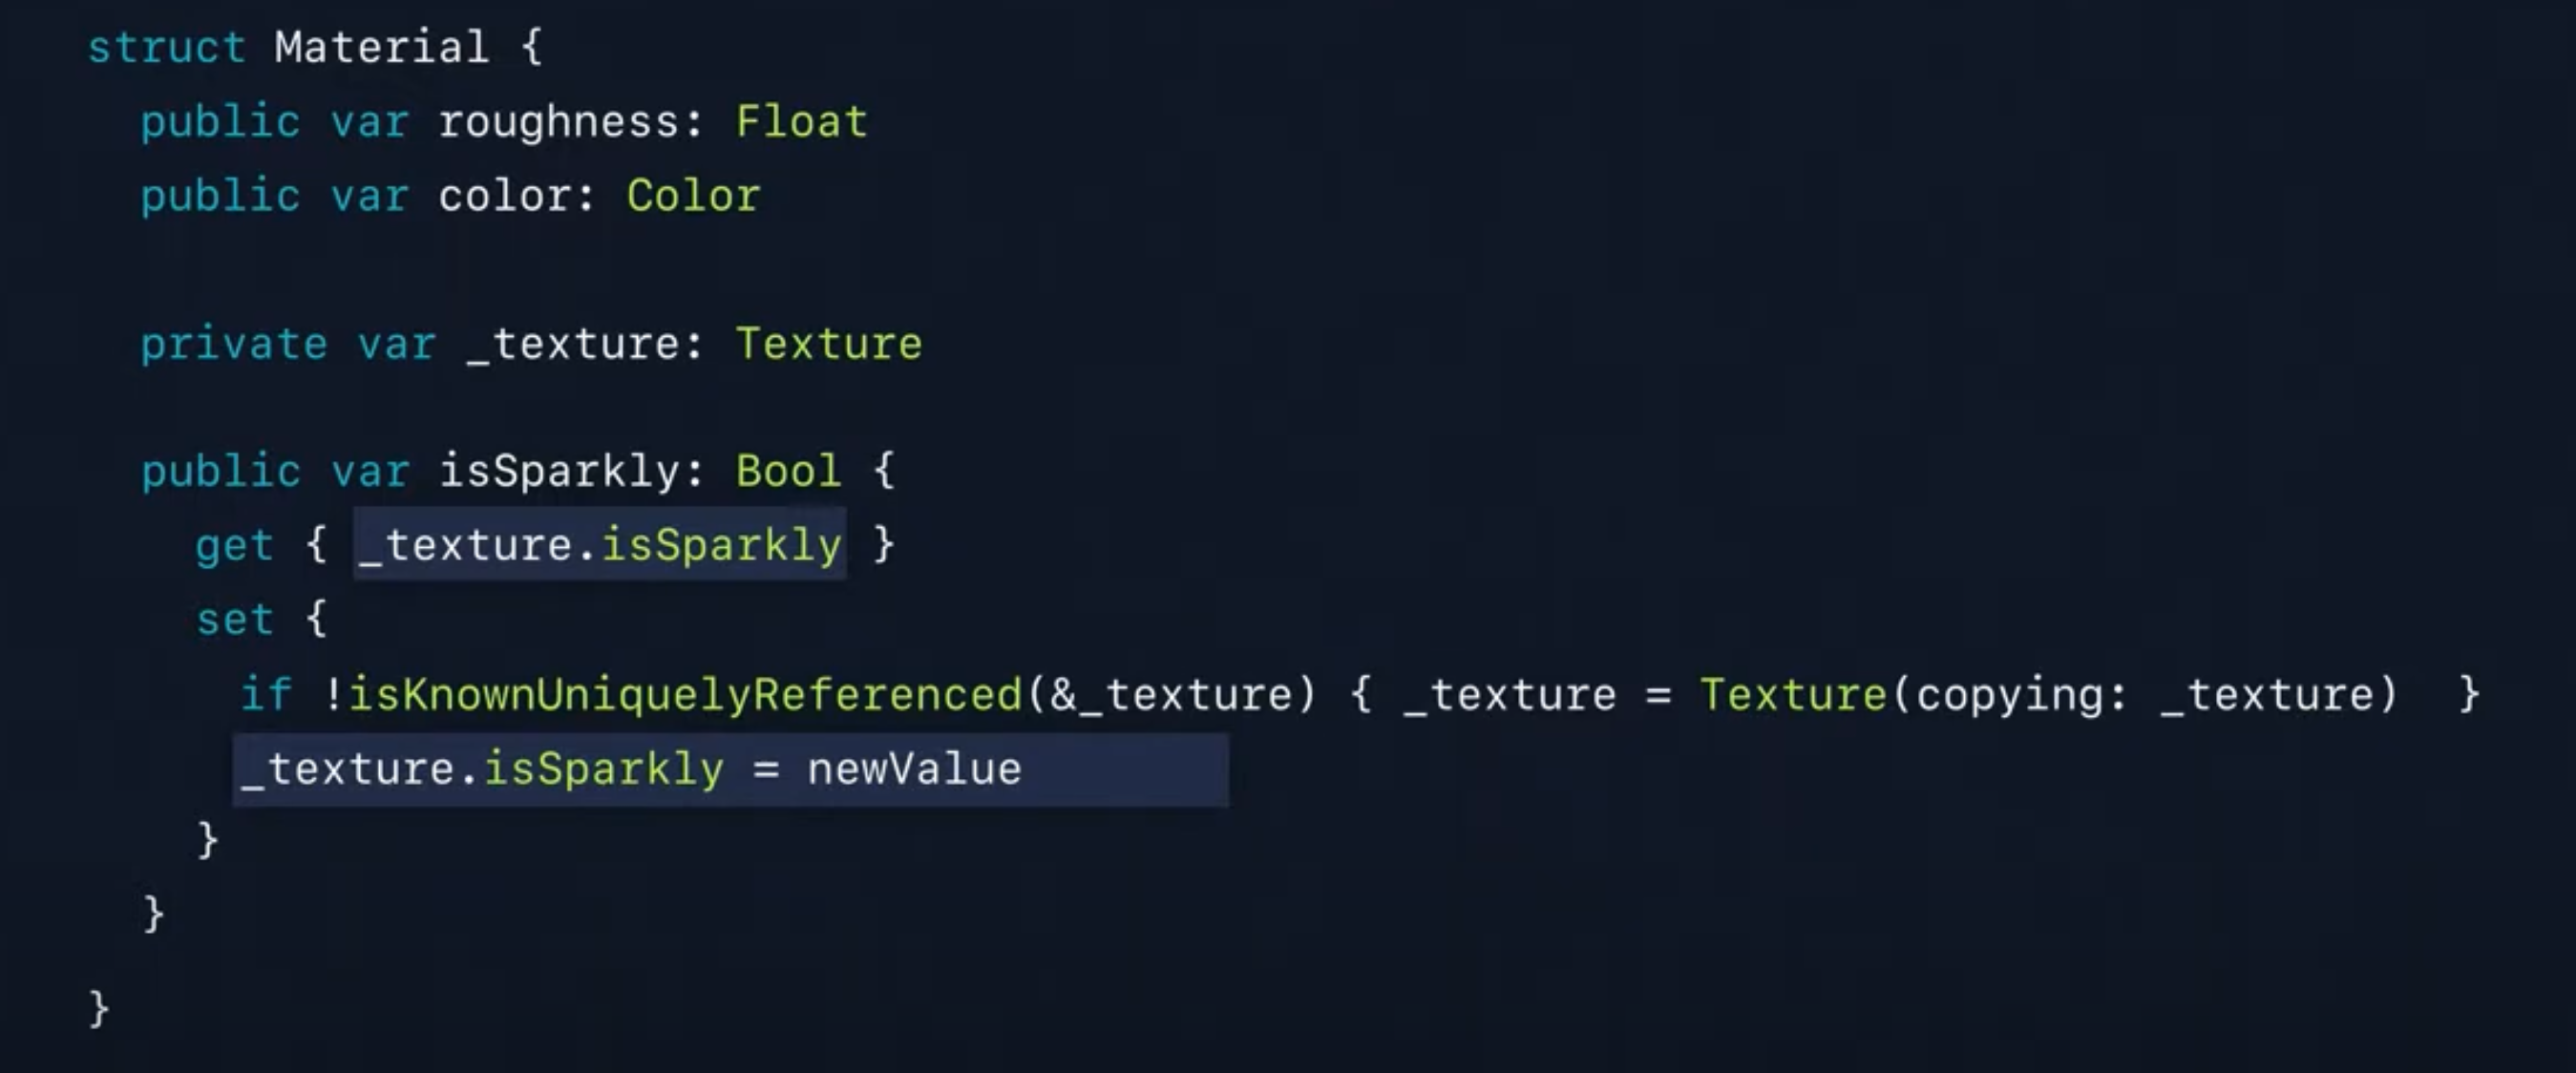 struct Material {
public var roughness: Float
public var color: Color
private var _texture: Texture
public var isSparkly: Bool {
get { _texture.isSparkly }
set {
if !isKnownUniquelyReferenced(&_texture) { _texture = Texture(copying: _texture)  }
_texture.isSparkly = newValue
}
}
}